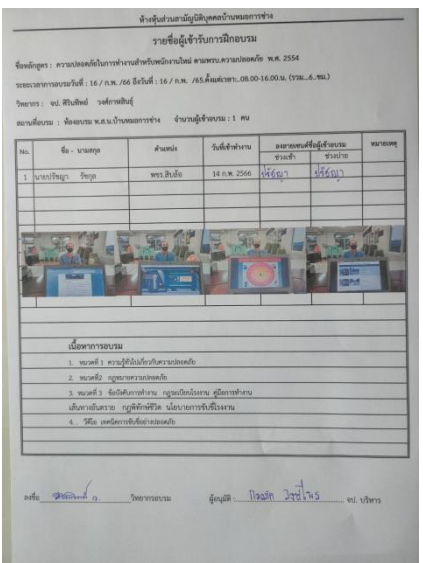 ห้างหุ้นส่วนสามัญนิติบุคคลบ้านหมอการช่าง
รายชื่อผู้เข้ารับการฝึกอบรม
ชื่อหลักสูตร : ความปลอดภัยในการทำงานสำหรับพนักงานใหม่ ตามพรบ.ความปลอดภัย พ.ศ. 2554
ระยะเวลาการอบรมวันที่ : 16 / ก.พ. /66 ถึงวันที่ : 16 / ก.พ. /65.ตั้งแต่เวลา:..08.00-16.00น. (รวม...6..ชม.)
วิทยากร : จป. ศิรินทิพย์ วงศ์กาฬสินธุ์
สถานที่อบรม : ห้องอบรม ห.ส.น.บ้านหมอการช่าง จำนวนผู้เข้าอบรม : 1 คน
No. ชื่อ - นามสกุล ตำแหน่ง วันที่เข้าทำงาน ลงลายเซนต์ชื่อผู้เข้าอบรม หมายเหตุ
ช่วงเช้า ช่วงบ่าย
1 นายปรัชญา รัชกุล พขร.สิบล้อ 14 ก.พ. 2566 ปรัชญา ปรัชญา
เนื้อหาการอบรม
1. หมวดที่ 1 ความรู้ทั่วไปเกี่ยวกับความปลอดภัย
2. หมวดที่2 กฎหมายความปลอดภัย
3. หมวดที่ 3 ข้อบังคับการทำงาน กฎระเบียบโรงงาน คู่มือการทำงาน
เส้นทางอันตราย กฎพิทักษ์ชีวิต นโยบายการขับขี่โรงงาน
4. . วีดีโอ เทคนิคการขับขี่อย่างปลอดภัย
ลงชื่อ วิทยากรอบรม ผู้อนุมัติ จป. บริหาร